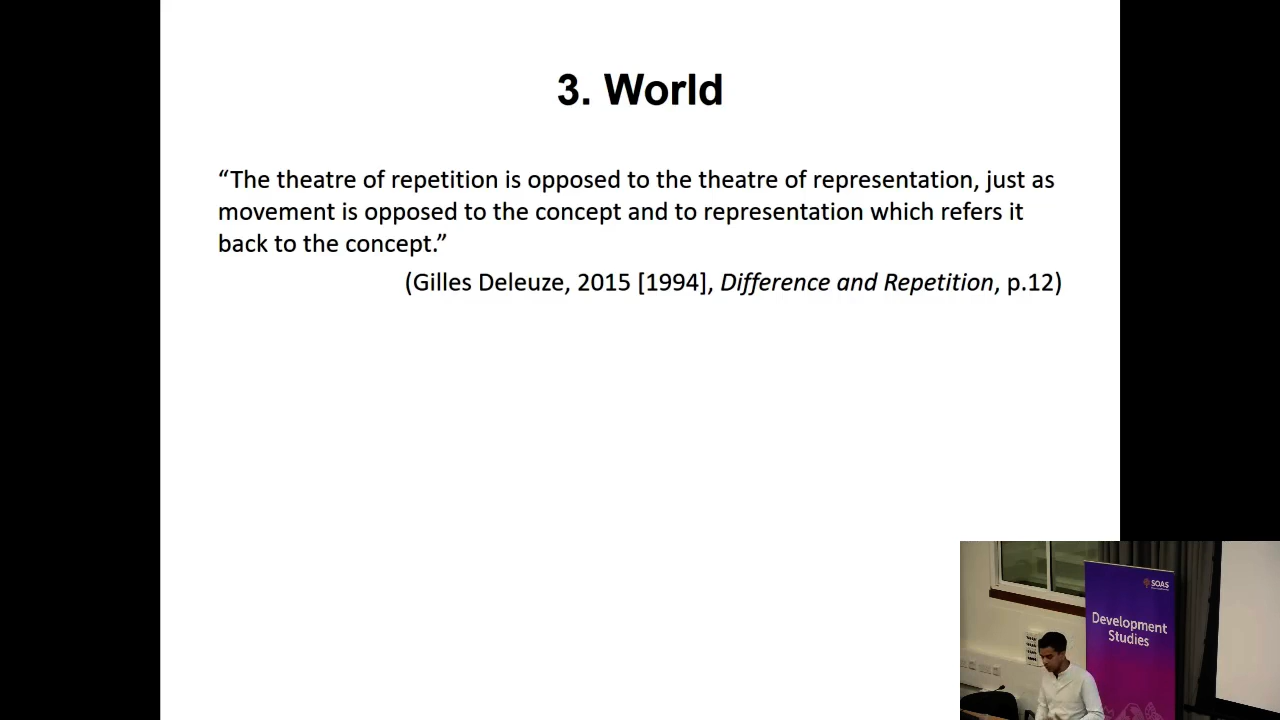 3. World
“The theatre of repetition is opposed to the theatre of representation, just as
movement is opposed to the concept and to representation which refers it
back to the concept.”
(Gilles Deleuze, 2015 [1994], Difference and Repetition, p.12)
SOAS
Development
Studies